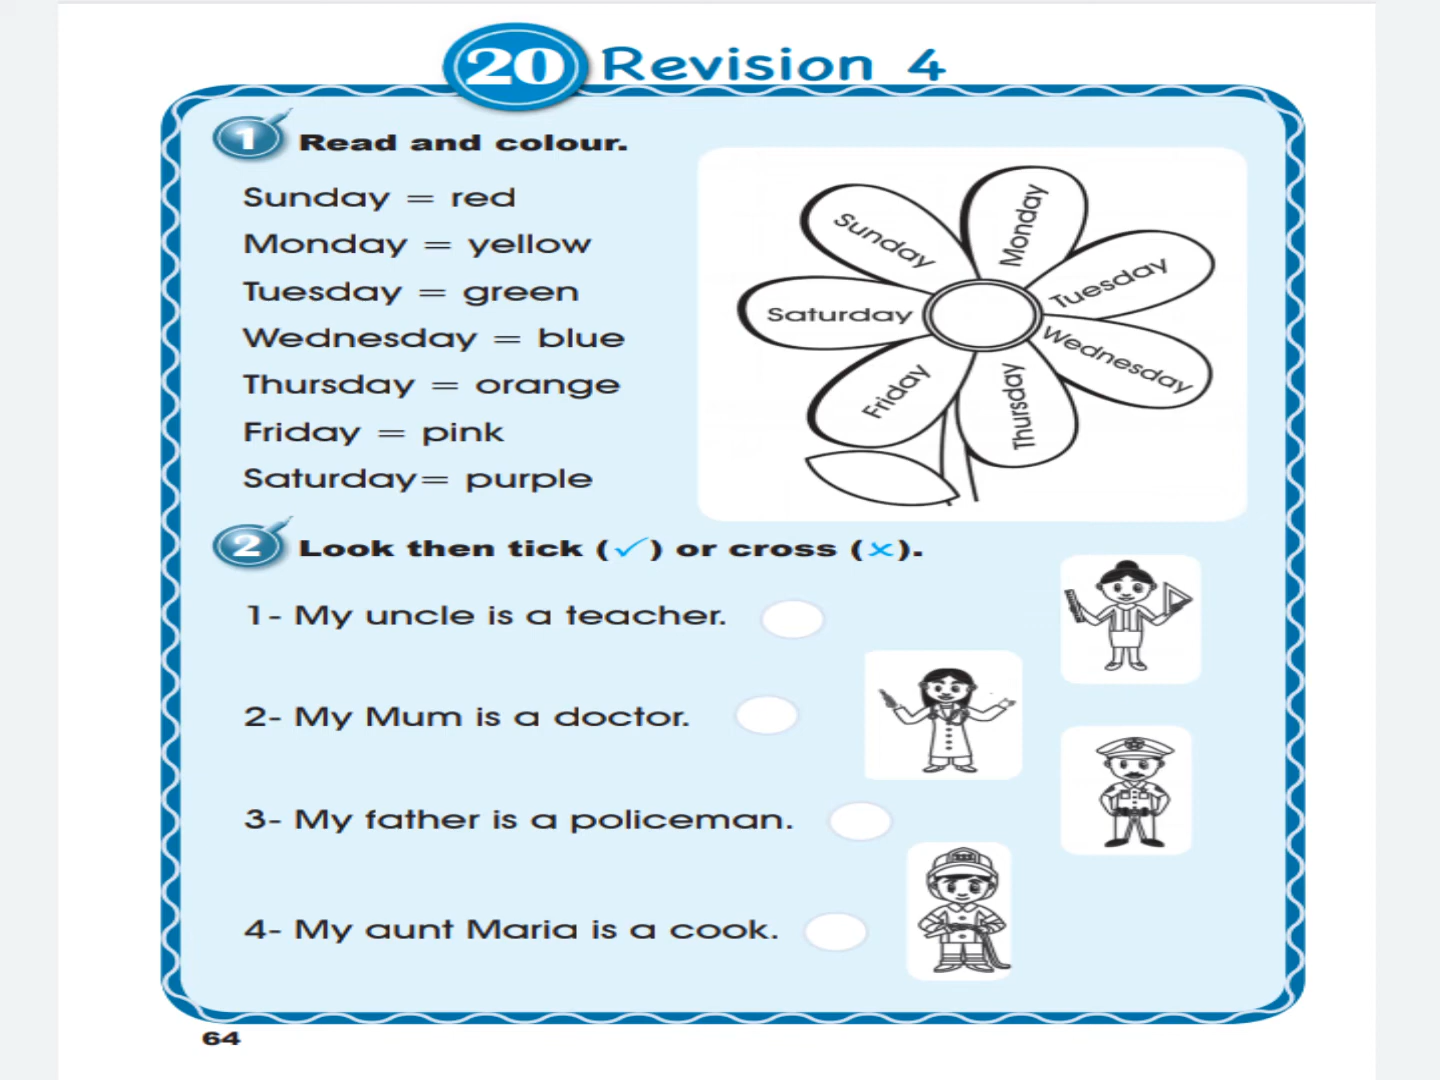 20 Revision 4
1 Read and colour.
Sunday = red
Monday = yellow
Tuesday = green
Wednesday = blue
Thursday = orange
Friday = pink
Saturday= purple
Sunday
Monday
Tuesday
Wednesday
Thursday
Friday
Saturday
2 Look then tick (✓) or cross (×).
1- My uncle is a teacher.
2- My Mum is a doctor.
3- My father is a policeman.
4- My aunt Maria is a cook.
64